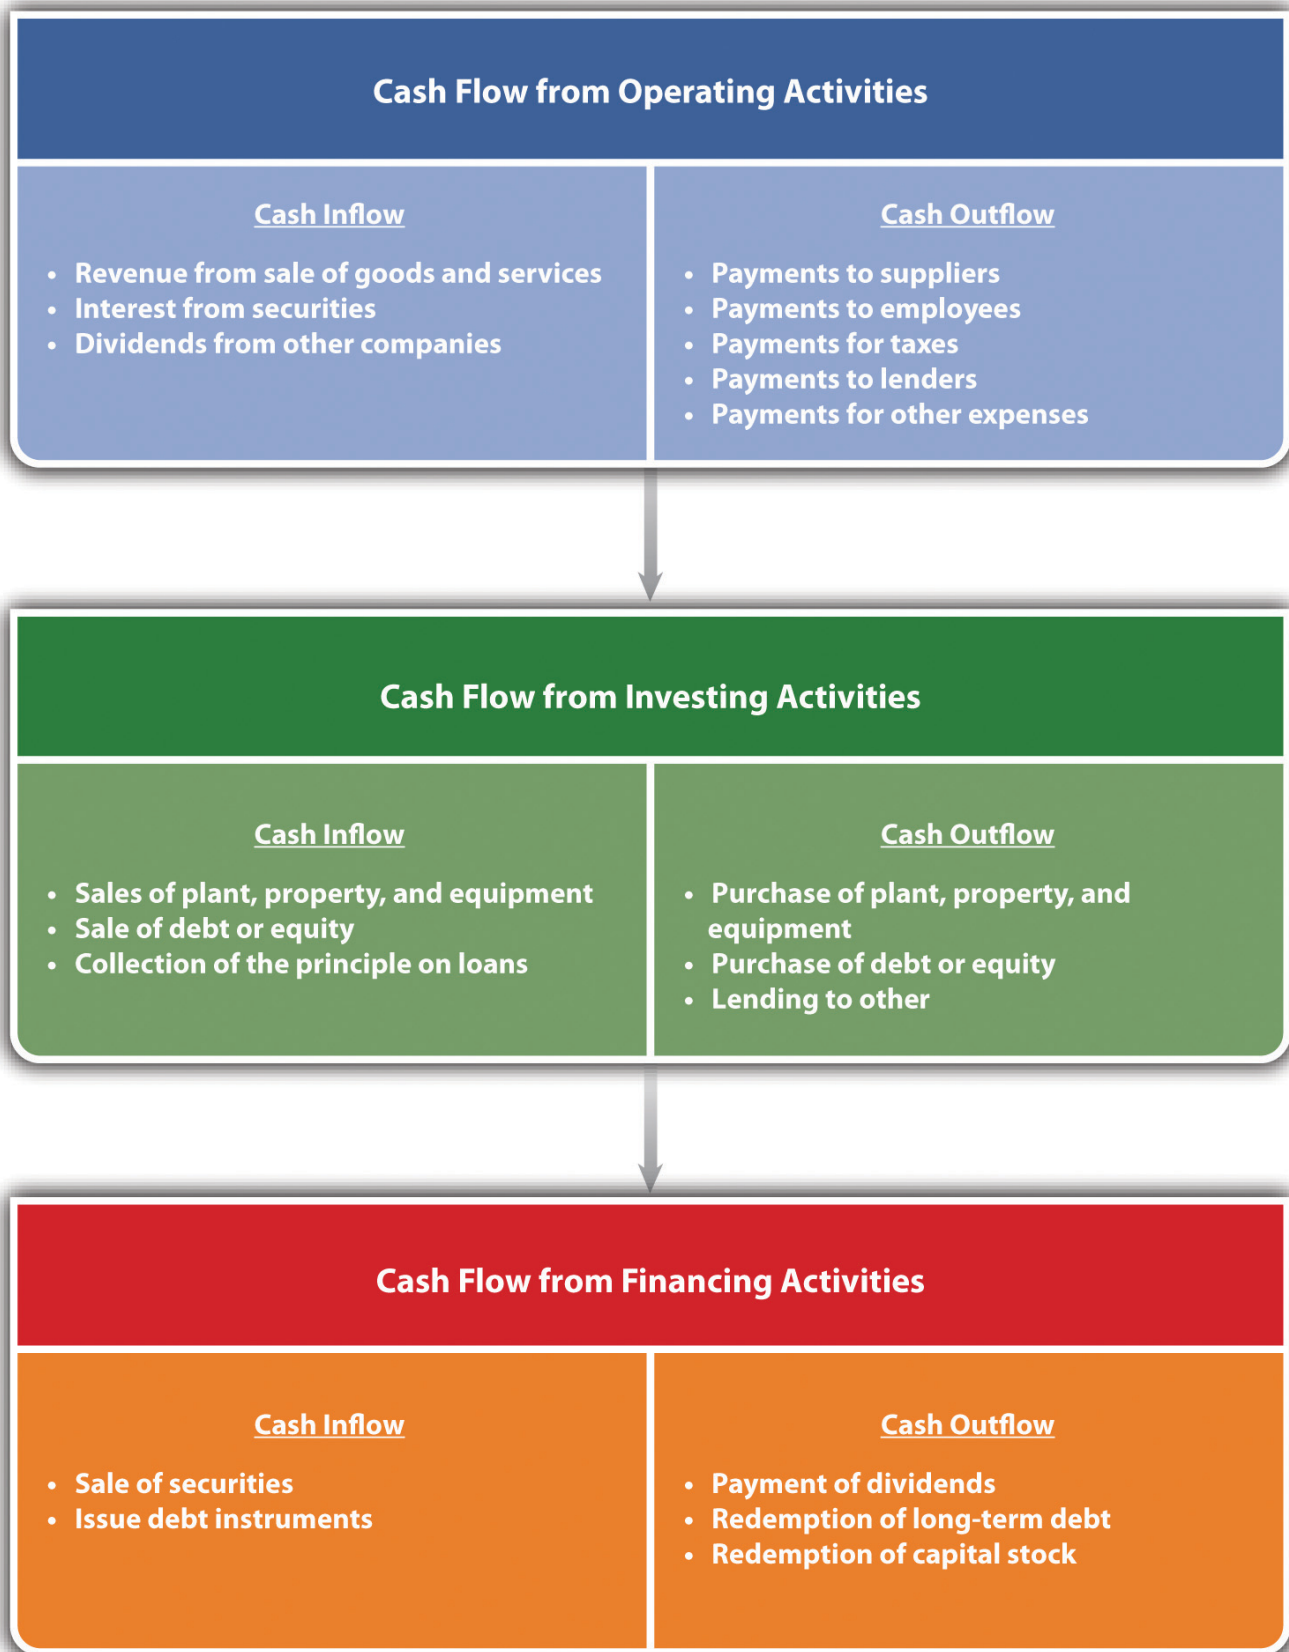 Cash Flow from Operating Activities
Cash Inflow
• Revenue from sale of goods and services
• Interest from securities
• Dividends from other companies
Cash Outflow
• Payments to suppliers
• Payments to employees
• Payments for taxes
• Payments to lenders
• Payments for other expenses
Cash Flow from Investing Activities
Cash Inflow
• Sales of plant, property, and equipment
• Sale of debt or equity
• Collection of the principle on loans
Cash Outflow
• Purchase of plant, property, and
equipment
• Purchase of debt or equity
• Lending to other
Cash Flow from Financing Activities
Cash Inflow
• Sale of securities
• Issue debt instruments
Cash Outflow
• Payment of dividends
• Redemption of long-term debt
• Redemption of capital stock